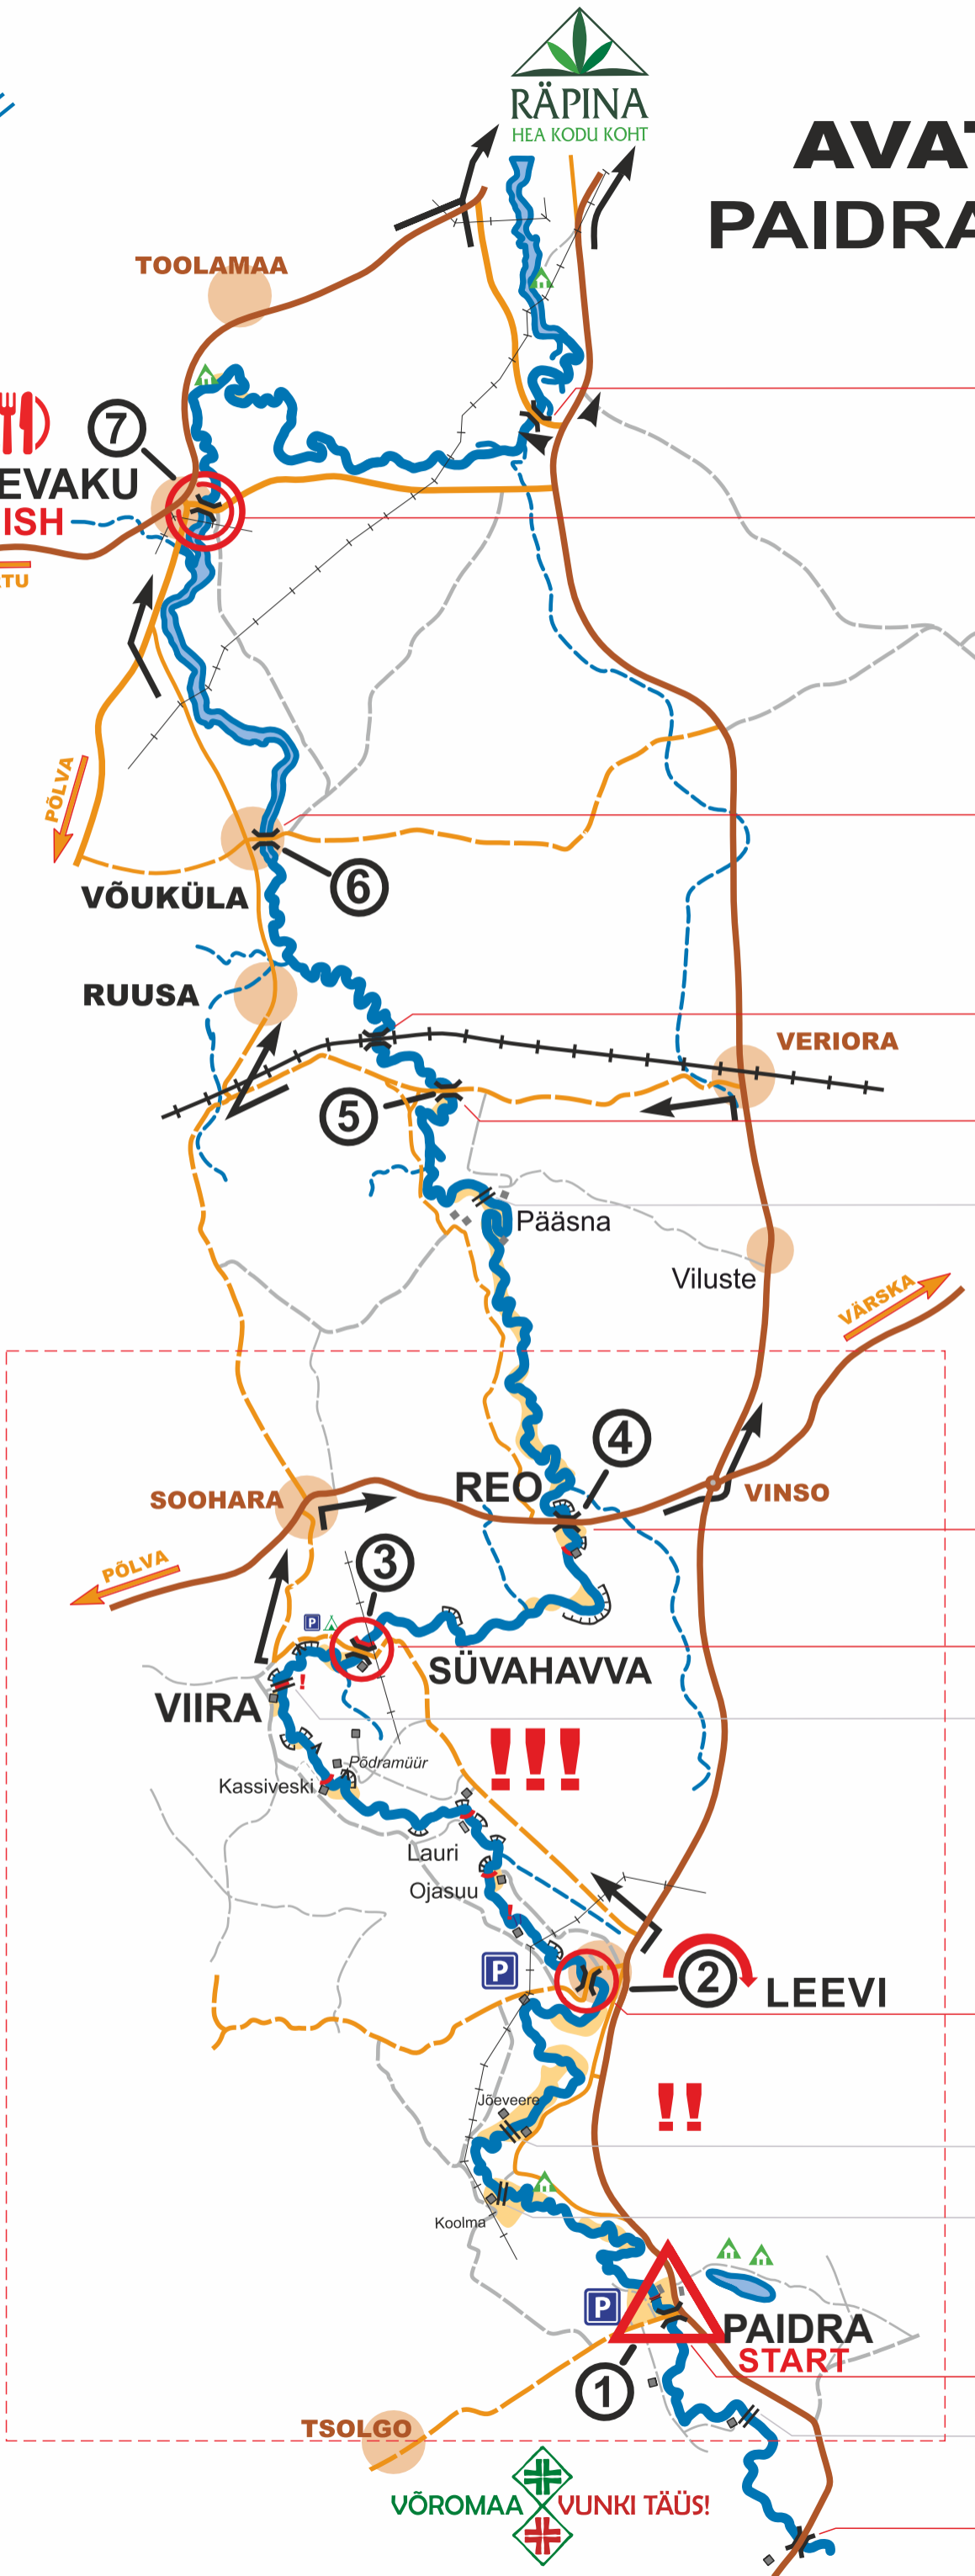 RÄPINA
HEA KODU KOHT
AVAT
PAIDRA
TOOLAMAA
7
EVAKU
ISH
TU
PÕLVA
6
VÕUKÜLA
RUUSA
VERIORA
5
Pääsna
Viluste
VÄRSKA
4
REO
SOOHARA
VINSO
3
PÕLVA
P
SÜVAHAVVA
!
VIIRA
!!!
Põdramüür
Kassiveski
Lauri
Ojasuu
!
P
2
LEEVI
Jõeveere
!!
Koolma
P
PAIDRA
START
1
TSOLGO
VÕROMAA VUNKI TÄÜS!